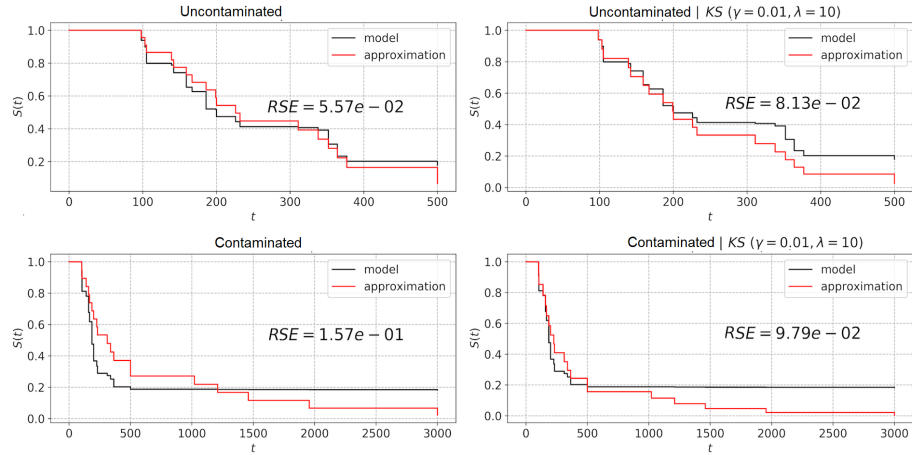 Uncontaminated
1.0
0.8
0.6
0.4
0.2
S(t)
model
approximation
RSE = 5.57e − 02
0 100 200 300 400 500
t
Uncontaminated | KS (γ = 0.01, λ = 10)
1.0
0.8
0.6
0.4
0.2
0.0
S(t)
model
approximation
RSE = 8.13e − 02
0 100 200 300 400 500
t
Contaminated
1.0
0.8
0.6
0.4
0.2
0.0
S(t)
model
approximation
RSE = 1.57e − 01
0 500 1000 1500 2000 2500 3000
t
Contaminated | KS (γ = 0.01, λ = 10)
1.0
0.8
0.6
0.4
0.2
0.0
S(t)
model
approximation
RSE = 9.79e − 02
0 500 1000 1500 2000 2500 3000
t